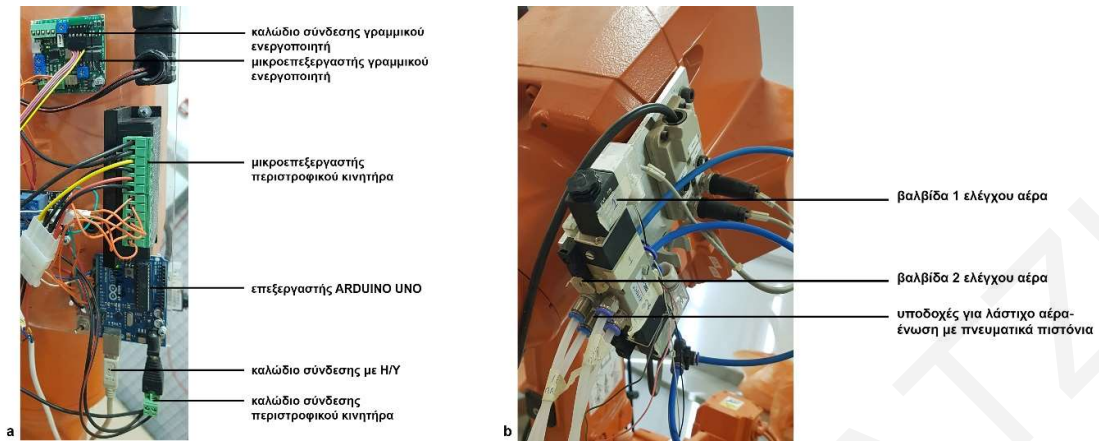 καλώδιο σύνδεσης γραμμικού
ενεργοποιητή
μικροεπεξεργαστής γραμμικού
ενεργοποιητή
μικροεπεξεργαστής
περιστροφικού κινητήρα
επεξεργαστής ARDUINO UNO
καλώδιο σύνδεσης με Η/Υ
καλώδιο σύνδεσης
περιστροφικού κινητήρα
a
βαλβίδα 1 ελέγχου αέρα
βαλβίδα 2 ελέγχου αέρα
υποδοχές για λάστιχο αέρα-
ένωση με πνευματικά πιστόνια
b